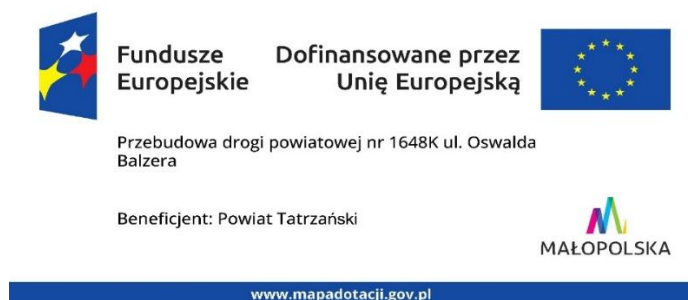 Fundusze
Europejskie
Dofinansowane przez
Unię Europejską
Przebudowa drogi powiatowej nr 1648K ul. Oswalda
Balzera
Beneficjent: Powiat Tatrzański
MAŁOPOLSKA
www.mapadotacji.gov.pl